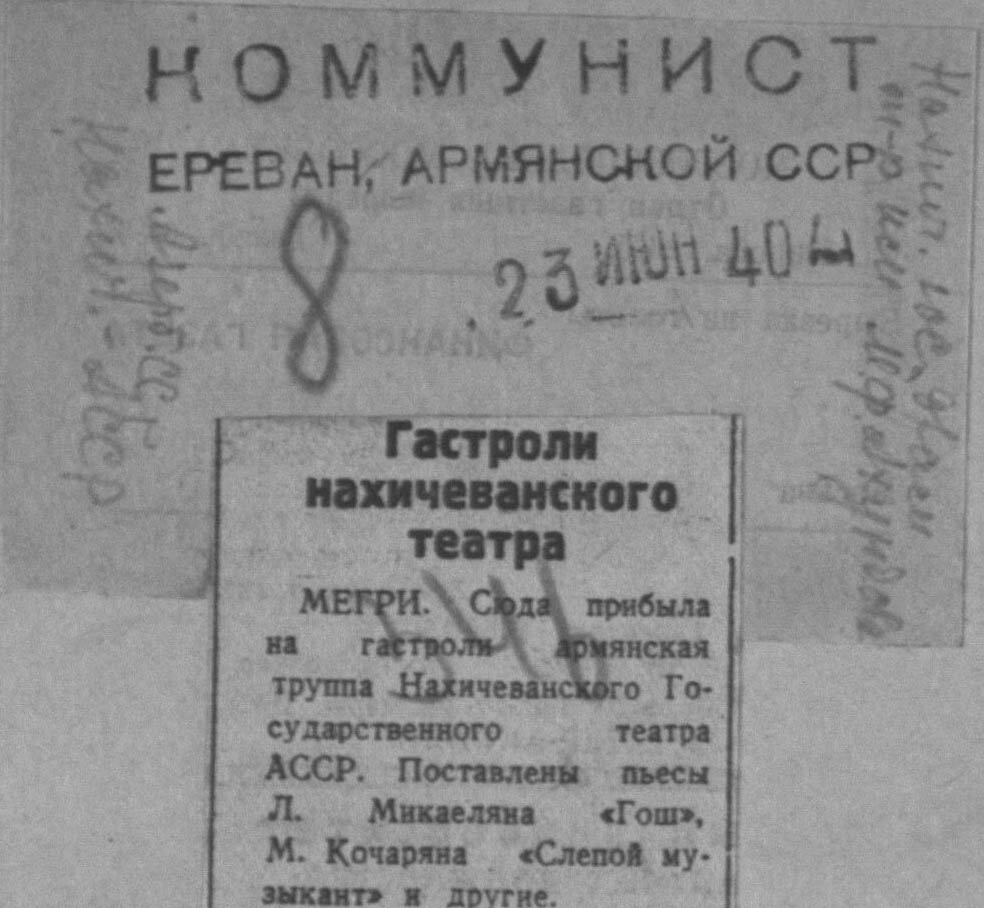 КОММУНИСТ
ЕРЕВАН, АРМЯНСКОЙ ССР
8
23 ИЮН 40
Гастроли
нахичеванского
театра
546
МЕГРИ. Сюда прибыла
на гастроли армянская
труппа Нахичеванского Го-
сударственного театра
АССР. Поставлены пьесы
Л. Микаеляна «Гош»,
М. Кочаряна «Слепой му-
зыкант» и другие.